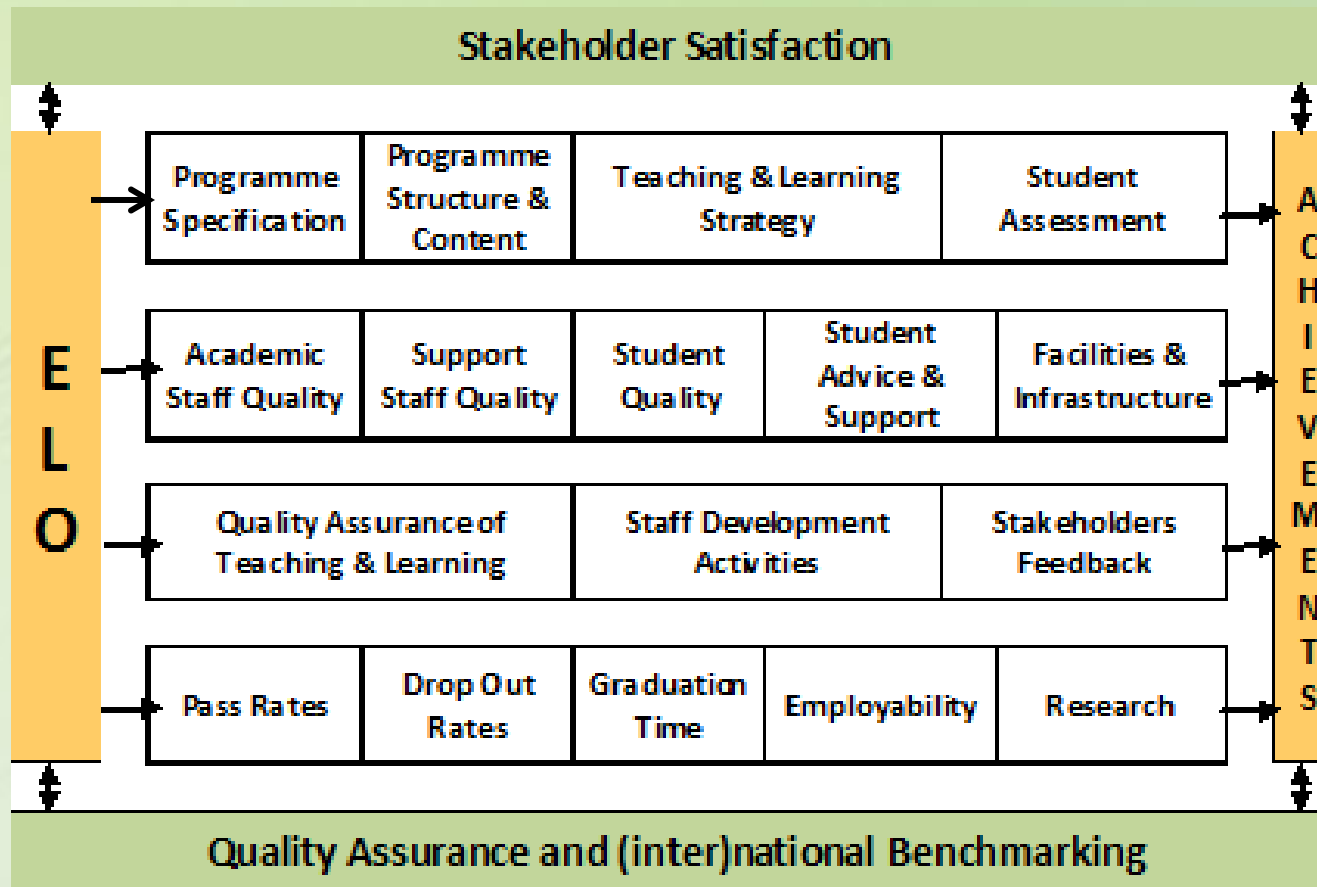 Stakeholder Satisfaction
E
L
O
Programme
Specification
Programme
Structure &
Content
Teaching & Learning
Strategy
Student
Assessment
Academic
Staff Quality
Support
Staff Quality
Student
Quality
Student
Advice &
Support
Facilities &
Infrastructure
Quality Assurance of
Teaching & Learning
Staff Development
Activities
Stakeholders
Feedback
Pass Rates
Drop Out
Rates
Graduation
Time
Employability
Research
A
C
H
I
E
V
E
M
E
N
T
S
Quality Assurance and (inter)national Benchmarking